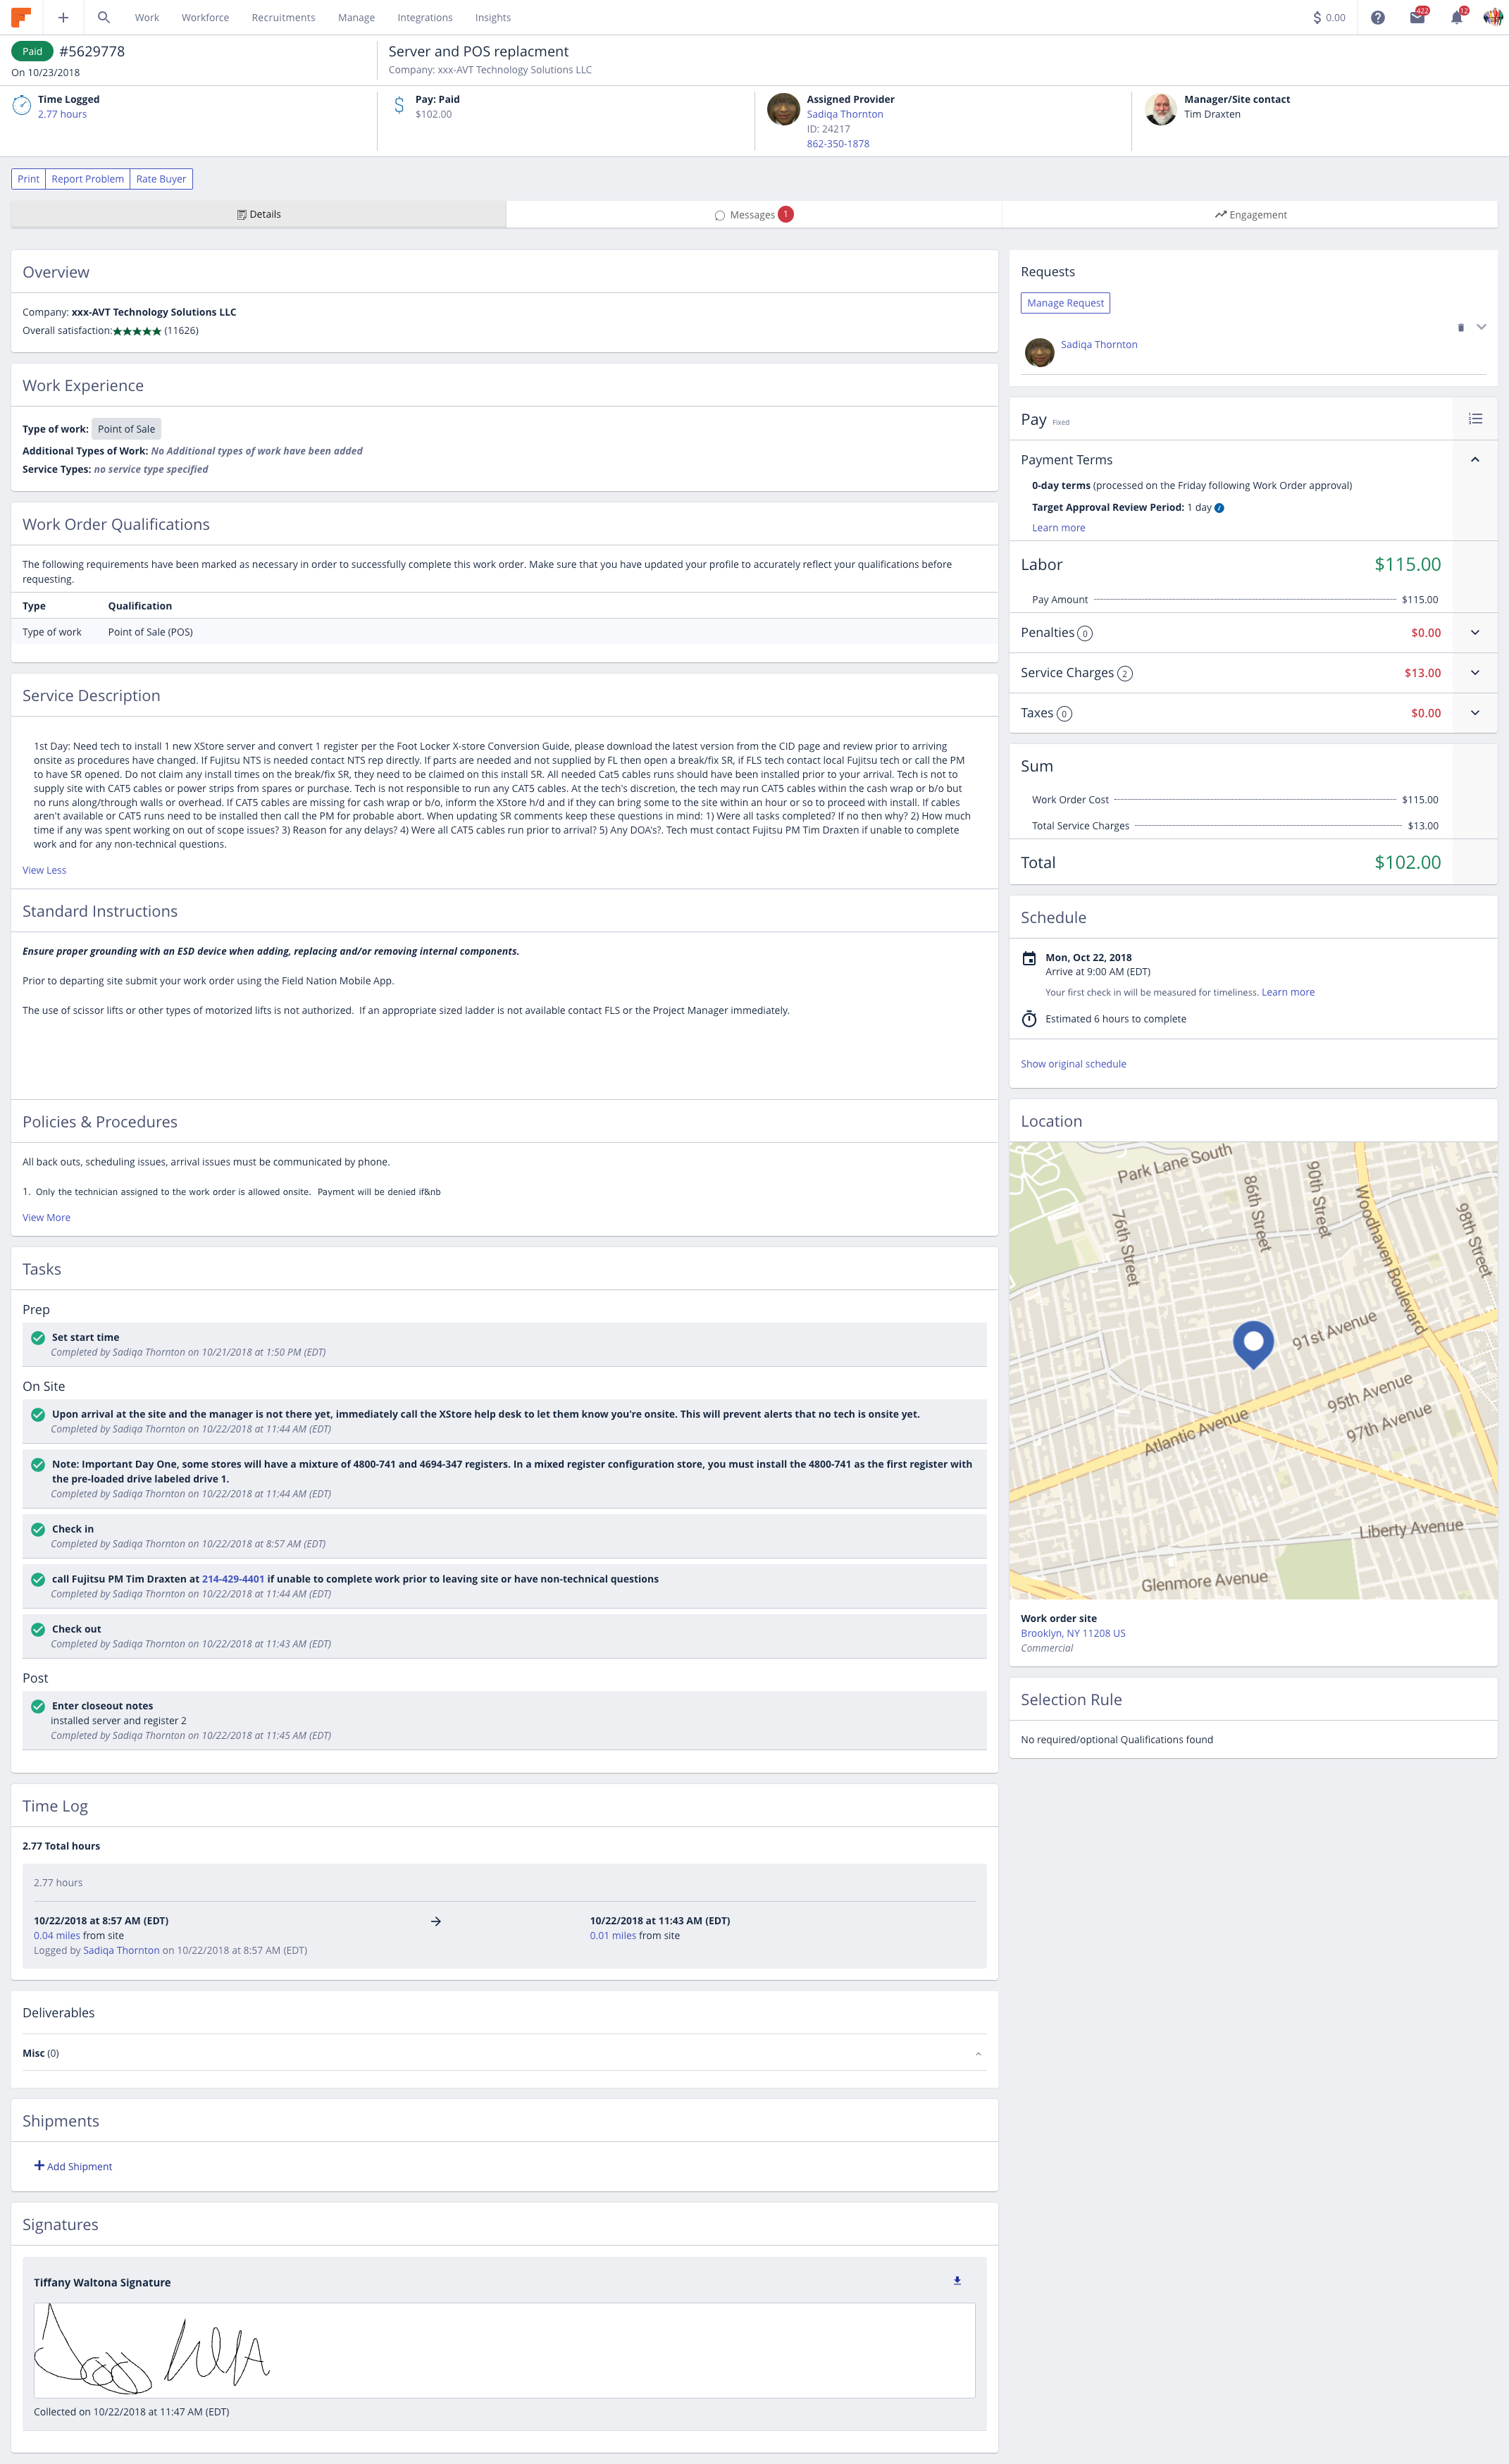 Work Workforce Recruitments Manage Integrations Insights $ 0.00 422 12
Paid #5629778
On 10/23/2018
Server and POS replacment
Company: xxx-AVT Technology Solutions LLC
Time Logged
2.77 hours
Pay: Paid
$102.00
Assigned Provider
Sadiqa Thornton
ID: 24217
862-350-1878
Manager/Site contact
Tim Draxten
Print Report Problem Rate Buyer
Details Messages 1 Engagement
Overview
Company: xxx-AVT Technology Solutions LLC
Overall satisfaction:★★★★★ (11626)
Work Experience
Type of work: Point of Sale
Additional Types of Work: No Additional types of work have been added
Service Types: no service type specified
Work Order Qualifications
The following requirements have been marked as necessary in order to successfully complete this work order. Make sure that you have updated your profile to accurately reflect your qualifications before
requesting.
Type Qualification
Type of work Point of Sale (POS)
Service Description
1st Day: Need tech to install 1 new XStore server and convert 1 register per the Foot Locker X-store Conversion Guide, please download the latest version from the CID page and review prior to arriving
onsite as procedures have changed. If Fujitsu NTS is needed contact NTS rep directly. If parts are needed and not supplied by FL then open a break/fix SR, if FLS tech contact local Fujitsu tech or call the PM
to have SR opened. Do not claim any install times on the break/fix SR, they need to be claimed on this install SR. All needed Cat5 cables runs should have been installed prior to your arrival. Tech is not to
supply site with CAT5 cables or power strips from spares or purchase. Tech is not responsible to run any CAT5 cables. At the tech's discretion, the tech may run CAT5 cables within the cash wrap or b/o but
no runs along/through walls or overhead. If CAT5 cables are missing for cash wrap or b/o, inform the XStore h/d and if they can bring some to the site within an hour or so to proceed with install. If cables
aren't available or CAT5 runs need to be installed then call the PM for probable abort. When updating SR comments keep these questions in mind: 1) Were all tasks completed? If no then why? 2) How much
time if any was spent working on out of scope issues? 3) Reason for any delays? 4) Were all CAT5 cables run prior to arrival? 5) Any DOA's?. Tech must contact Fujitsu PM Tim Draxten if unable to complete
work and for any non-technical questions.
View Less
Standard Instructions
Ensure proper grounding with an ESD device when adding, replacing and/or removing internal components.
Prior to departing site submit your work order using the Field Nation Mobile App.
The use of scissor lifts or other types of motorized lifts is not authorized. If an appropriate sized ladder is not available contact FLS or the Project Manager immediately.
Policies & Procedures
All back outs, scheduling issues, arrival issues must be communicated by phone.
1. Only the technician assigned to the work order is allowed onsite. Payment will be denied if&nb
View More
Tasks
Prep
Set start time
Completed by Sadiqa Thornton on 10/21/2018 at 1:50 PM (EDT)
On Site
Upon arrival at the site and the manager is not there yet, immediately call the XStore help desk to let them know you're onsite. This will prevent alerts that no tech is onsite yet.
Completed by Sadiqa Thornton on 10/22/2018 at 11:44 AM (EDT)
Note: Important Day One, some stores will have a mixture of 4800-741 and 4694-347 registers. In a mixed register configuration store, you must install the 4800-741 as the first register with
the pre-loaded drive labeled drive 1.
Completed by Sadiqa Thornton on 10/22/2018 at 11:44 AM (EDT)
Check in
Completed by Sadiqa Thornton on 10/22/2018 at 8:57 AM (EDT)
call Fujitsu PM Tim Draxten at 214-429-4401 if unable to complete work prior to leaving site or have non-technical questions
Completed by Sadiqa Thornton on 10/22/2018 at 11:44 AM (EDT)
Check out
Completed by Sadiqa Thornton on 10/22/2018 at 11:43 AM (EDT)
Post
Enter closeout notes
installed server and register 2
Completed by Sadiqa Thornton on 10/22/2018 at 11:45 AM (EDT)
Time Log
2.77 Total hours
2.77 hours
10/22/2018 at 8:57 AM (EDT) → 10/22/2018 at 11:43 AM (EDT)
0.04 miles from site 0.01 miles from site
Logged by Sadiqa Thornton on 10/22/2018 at 8:57 AM (EDT)
Deliverables
Misc (0)
Shipments
Add Shipment
Signatures
Tiffany Waltona Signature
Collected on 10/22/2018 at 11:47 AM (EDT)
Requests
Manage Request
Sadiqa Thornton
Pay Fixed
Payment Terms
0-day terms (processed on the Friday following Work Order approval)
Target Approval Review Period: 1 day
Learn more
Labor $115.00
Pay Amount $115.00
Penalties 0 $0.00
Service Charges 2 $13.00
Taxes 0 $0.00
Sum
Work Order Cost $115.00
Total Service Charges $13.00
Total $102.00
Schedule
Mon, Oct 22, 2018
Arrive at 9:00 AM (EDT)
Your first check in will be measured for timeliness. Learn more
Estimated 6 hours to complete
Show original schedule
Location
Park Lane South
76th Street
86th Street
90th Street
Woodhaven Boulevard
98th Street
91st Avenue
95th Avenue
97th Avenue
Atlantic Avenue
Liberty Avenue
Glenmore Avenue
Work order site
Brooklyn, NY 11208 US
Commercial
Selection Rule
No required/optional Qualifications found